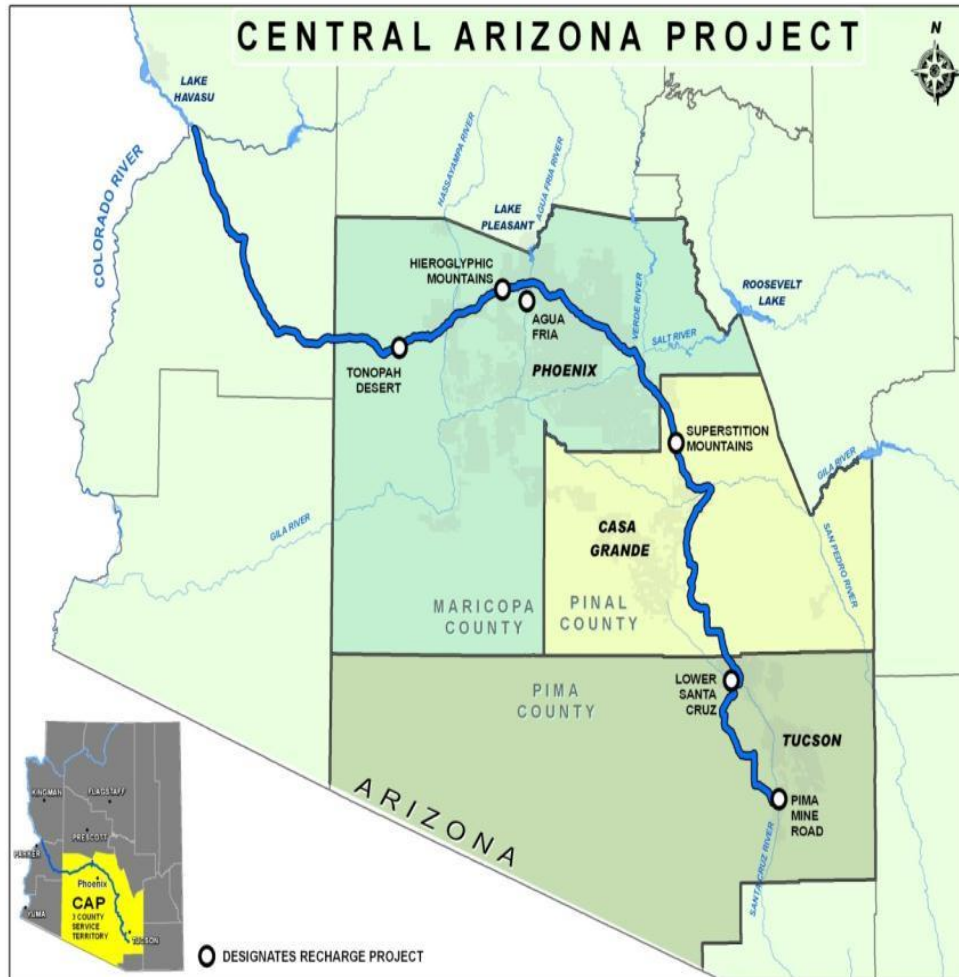 CENTRAL ARIZONA PROJECT
N
LAKE
HAVASU
COLORADO RIVER
HASSAYAMPA RIVER
AGUA FRIA RIVER
LAKE
PLEASANT
HIEROGLYPHIC
MOUNTAINS
AGUA
FRIA
VERDE RIVER
ROOSEVELT
LAKE
SALT RIVER
TONOPAH
DESERT
PHOENIX
SUPERSTITION
MOUNTAINS
GILA RIVER
GILA RIVER
CASA
GRANDE
SAN PEDRO RIVER
MARICOPA
COUNTY
PINAL
COUNTY
PIMA
COUNTY
LOWER
SANTA
CRUZ
TUCSON
PIMA
MINE
ROAD
SANTA CRUZ RIVER
ARIZONA
KINGMAN
FLAGSTAFF
PRESCOTT
PARKER
Phoenix
CAP
3 COUNTY
SERVICE
TERRITORY
YUMA
TUCSON
DESIGNATES RECHARGE PROJECT